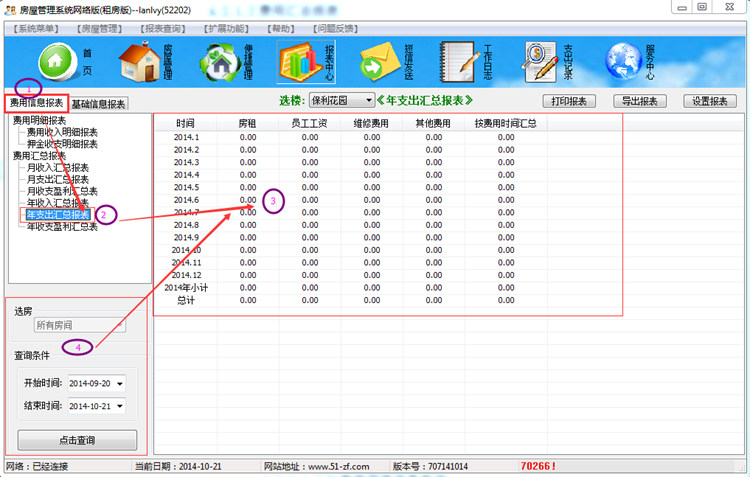 房屋管理系统网络版(租房版)--lanlvy(52202)
【系统菜单】 【房屋管理】 【报表查询】 【扩展功能】 【帮助】 【问题反馈】
首页 房屋管理 报表中心 短信发送 工作日志 支出记录 服务中心
1
费用信息报表 基础信息报表
选楼: 保利花园 《年支出汇总报表》 打印报表 导出报表 设置报表
费用明细报表
费用收入明细报表
押金收支明细报表
费用汇总报表
月收入汇总报表
月支出汇总报表
月收支盈利汇总表
年收入汇总报表
年支出汇总报表
年收支盈利汇总表
2
3
时间 房租 员工工资 维修费用 其他费用 按费用时间汇总
2014.1 0.00 0.00 0.00 0.00 0.00
2014.2 0.00 0.00 0.00 0.00 0.00
2014.3 0.00 0.00 0.00 0.00 0.00
2014.4 0.00 0.00 0.00 0.00 0.00
2014.5 0.00 0.00 0.00 0.00 0.00
2014.6 0.00 0.00 0.00 0.00 0.00
2014.7 0.00 0.00 0.00 0.00 0.00
2014.8 0.00 0.00 0.00 0.00 0.00
2014.9 0.00 0.00 0.00 0.00 0.00
2014.10 0.00 0.00 0.00 0.00 0.00
2014.11 0.00 0.00 0.00 0.00 0.00
2014.12 0.00 0.00 0.00 0.00 0.00
2014年小计 0.00 0.00 0.00 0.00 0.00
总计 0.00 0.00 0.00 0.00 0.00
选房
所有房间
4
查询条件
开始时间: 2014-09-20
结束时间: 2014-10-21
点击查询
网络：已经连接 当前日期：2014-10-21 网站地址：www.51-zf.com 版本号：707141014 70266!